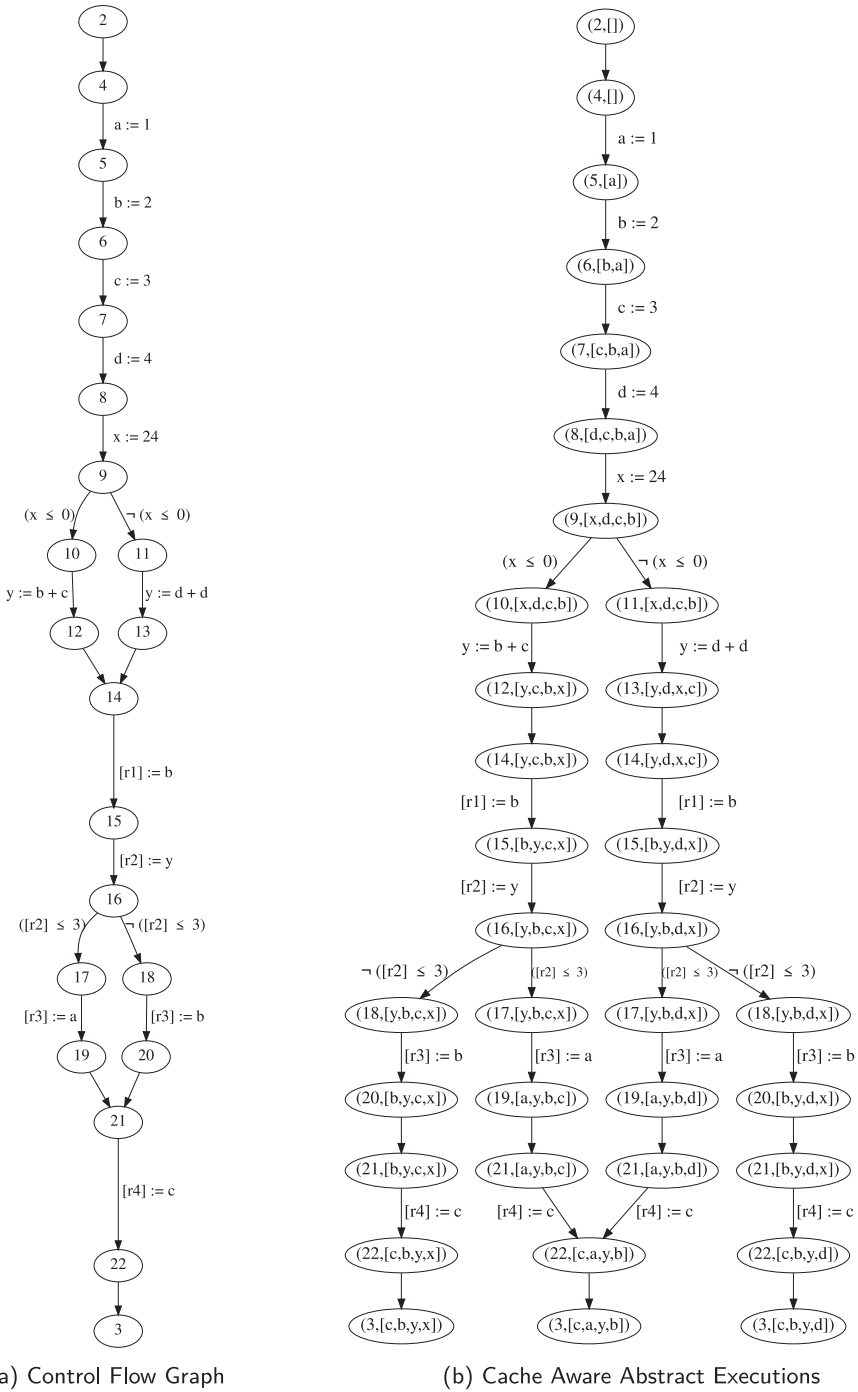 2
4
a := 1
5
b := 2
6
c := 3
7
d := 4
8
x := 24
9
(x ≤ 0) ¬ (x ≤ 0)
10 11
y := b + c y := d + d
12 13
14
[r1] := b
15
[r2] := y
16
([r2] ≤ 3) ¬ ([r2] ≤ 3)
17 18
[r3] := a [r3] := b
19 20
21
[r4] := c
22
3
a) Control Flow Graph
(2,[])
(4,[])
a := 1
(5,[a])
b := 2
(6,[b,a])
c := 3
(7,[c,b,a])
d := 4
(8,[d,c,b,a])
x := 24
(9,[x,d,c,b])
(x ≤ 0) ¬ (x ≤ 0)
(10,[x,d,c,b]) (11,[x,d,c,b])
y := b + c y := d + d
(12,[y,c,b,x]) (13,[y,d,x,c])
(14,[y,c,b,x]) (14,[y,d,x,c])
[r1] := b [r1] := b
(15,[b,y,c,x]) (15,[b,y,d,x])
[r2] := y [r2] := y
(16,[y,b,c,x]) (16,[y,b,d,x])
¬ ([r2] ≤ 3) ([r2] ≤ 3) ([r2] ≤ 3) ¬ ([r2] ≤ 3)
(18,[y,b,c,x]) (17,[y,b,c,x]) (17,[y,b,d,x]) (18,[y,b,d,x])
[r3] := b [r3] := a [r3] := a [r3] := b
(20,[b,y,c,x]) (19,[a,y,b,c]) (19,[a,y,b,d]) (20,[b,y,d,x])
(21,[b,y,c,x]) (21,[a,y,b,c]) (21,[a,y,b,d]) (21,[b,y,d,x])
[r4] := c [r4] := c [r4] := c [r4] := c
(22,[c,b,y,x]) (22,[c,a,y,b]) (22,[c,b,y,d])
(3,[c,b,y,x]) (3,[c,a,y,b]) (3,[c,b,y,d])
(b) Cache Aware Abstract Executions